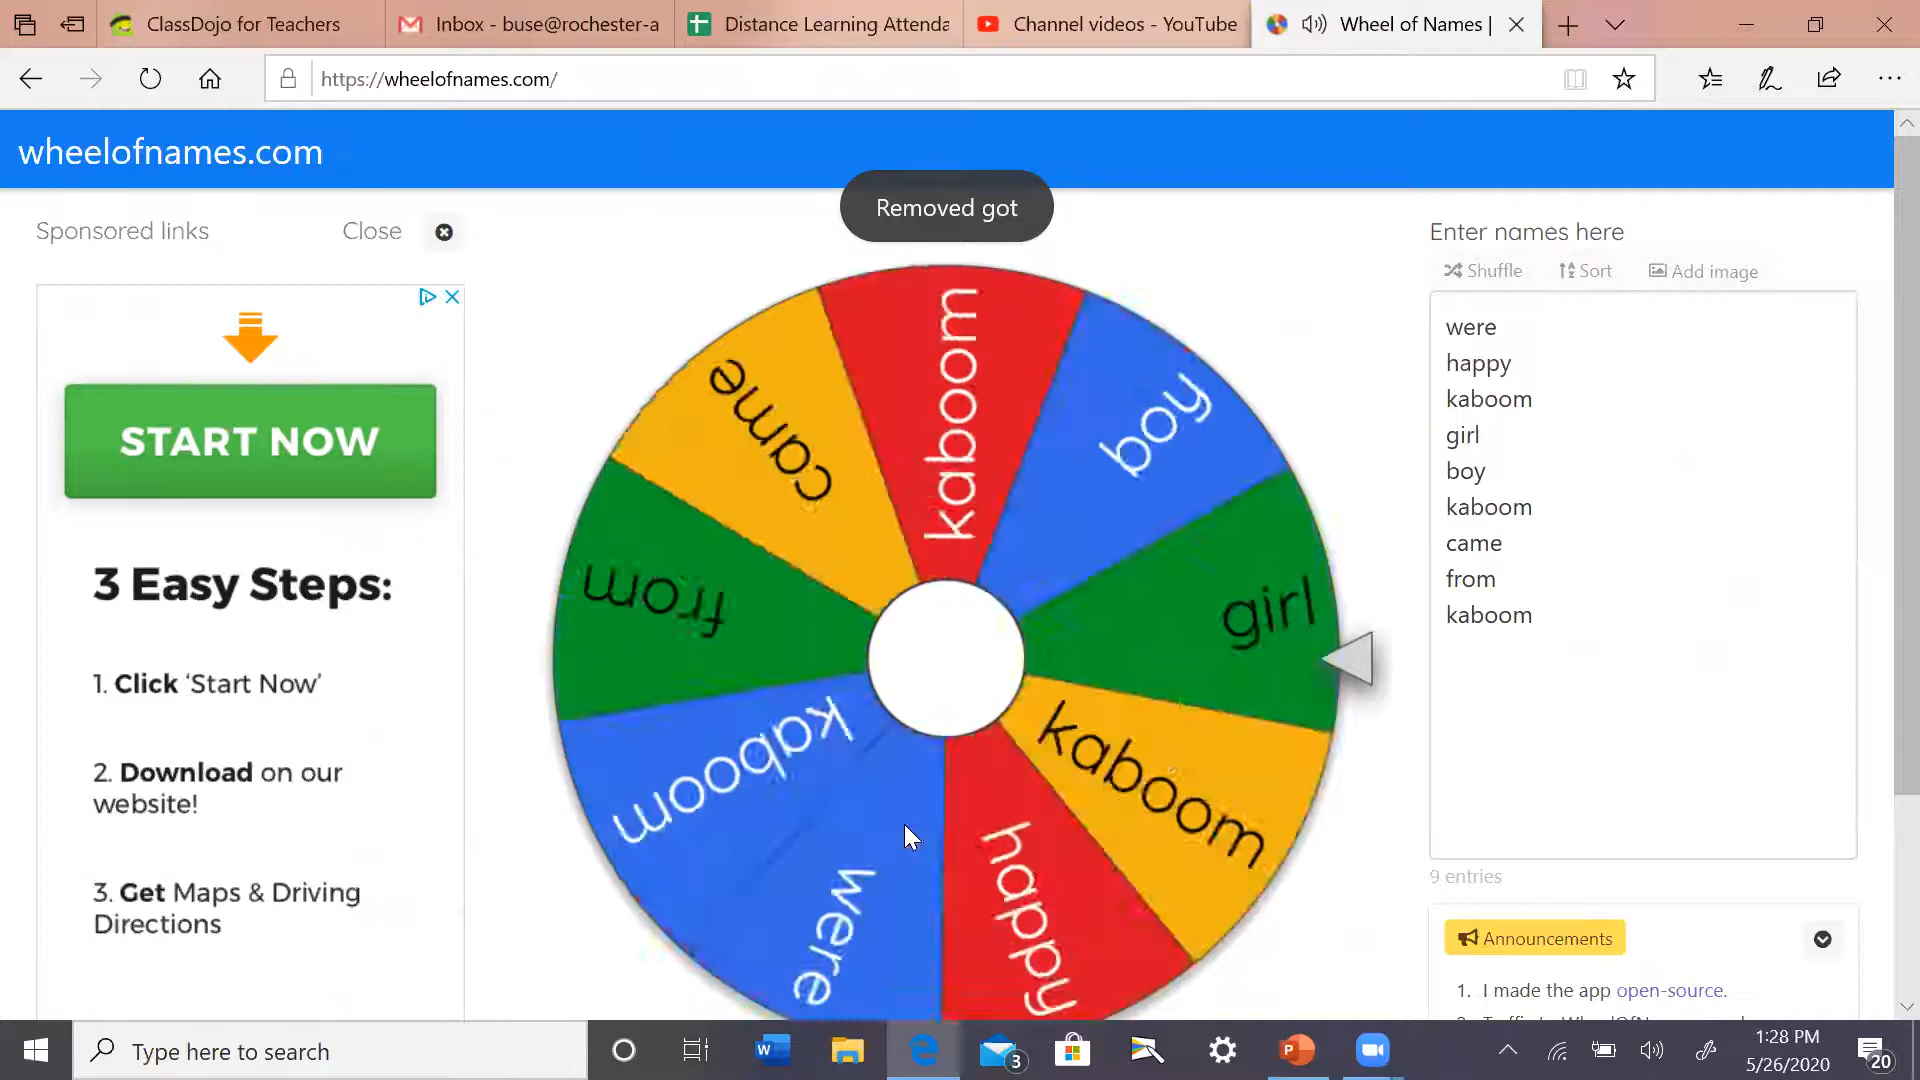 ClassDojo for Teachers
Inbox - buse@rochester-a
Distance Learning Attenda
Channel videos - YouTube
Wheel of Names |
https://wheelofnames.com/
wheelofnames.com
Removed got
Sponsored links
Close
START NOW
3 Easy Steps:
1. Click ‘Start Now’
2. Download on our
website!
3. Get Maps & Driving
Directions
kaboom
boy
girl
kaboom
happy
were
kaboom
from
came
Enter names here
Shuffle
Sort
Add image
were
happy
kaboom
girl
boy
kaboom
came
from
kaboom
9 entries
Announcements
1. I made the app open-source.
Type here to search
3
1:28 PM
5/26/2020
20